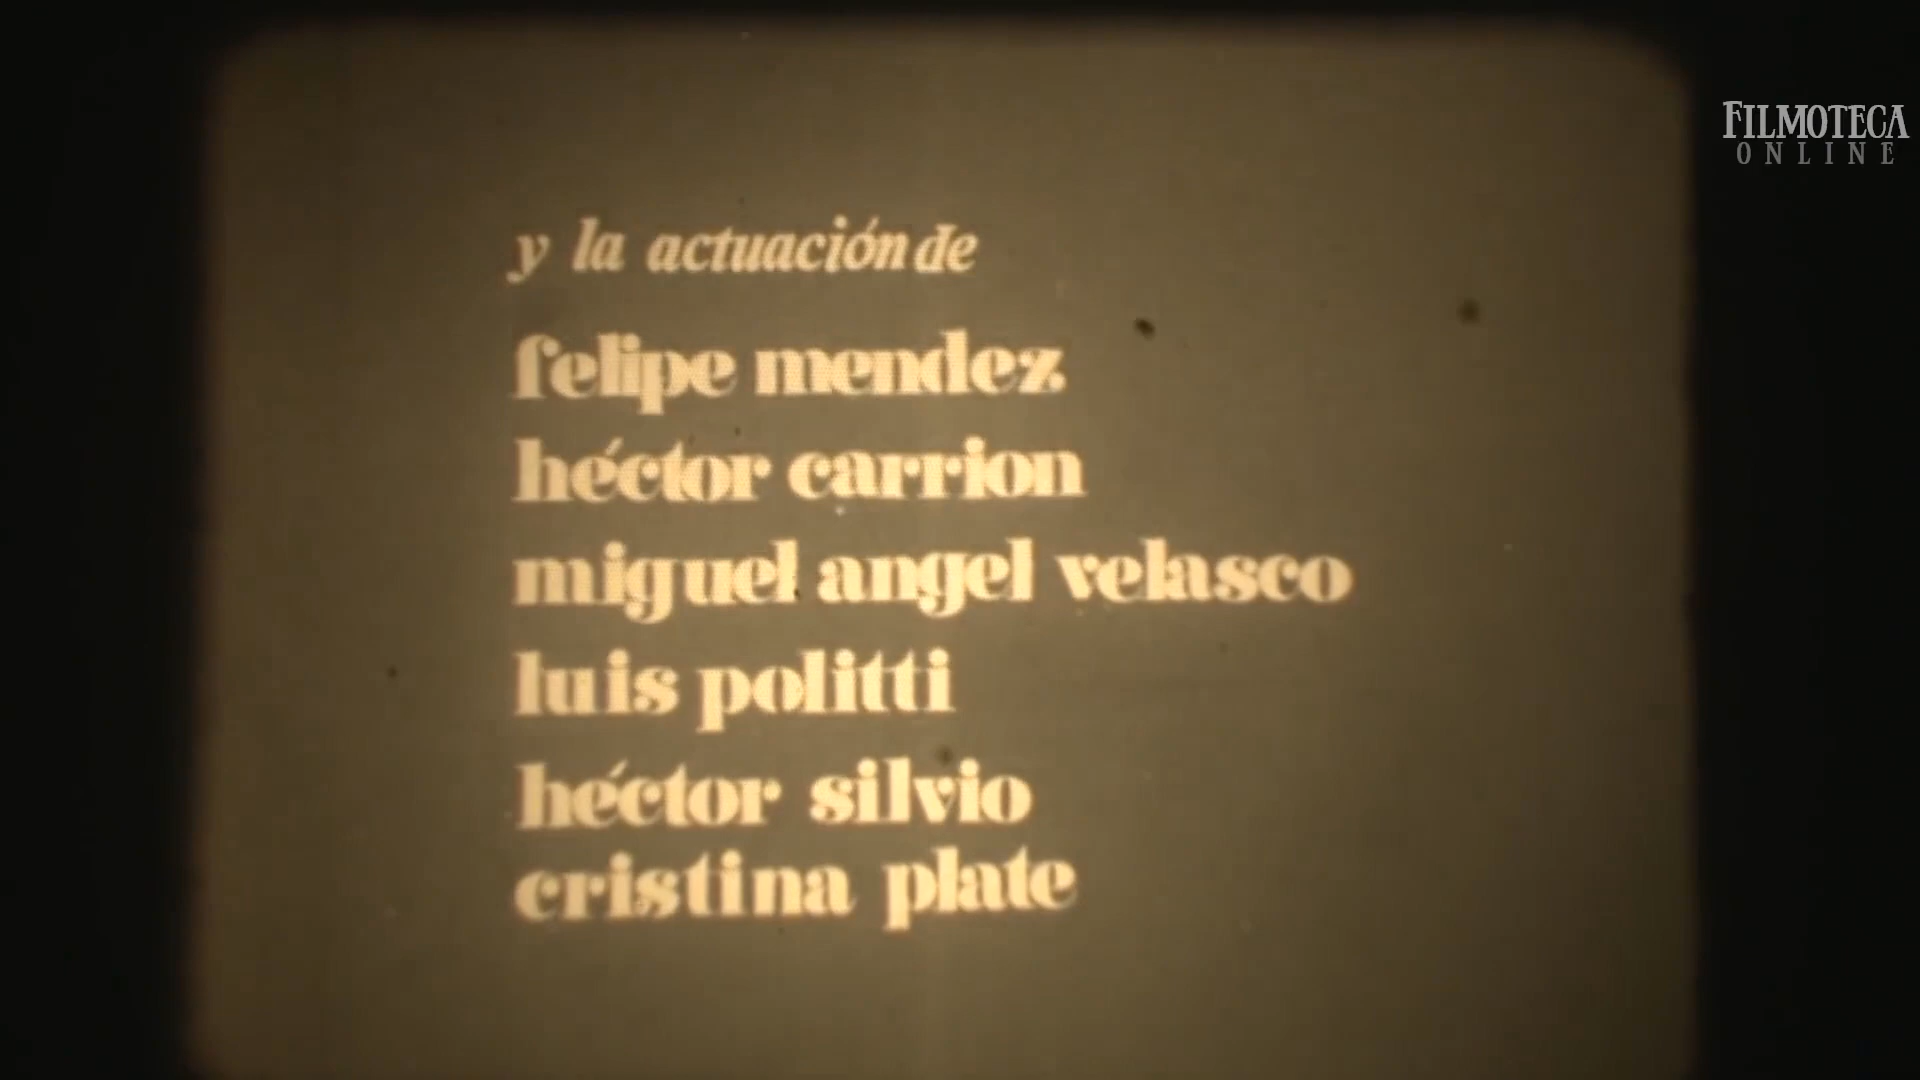 FILMOTECA
ONLINE
y la actuación de
felipe mendez
héctor carrion
miguel angel velasco
luis politti
héctor silvio
cristina plate